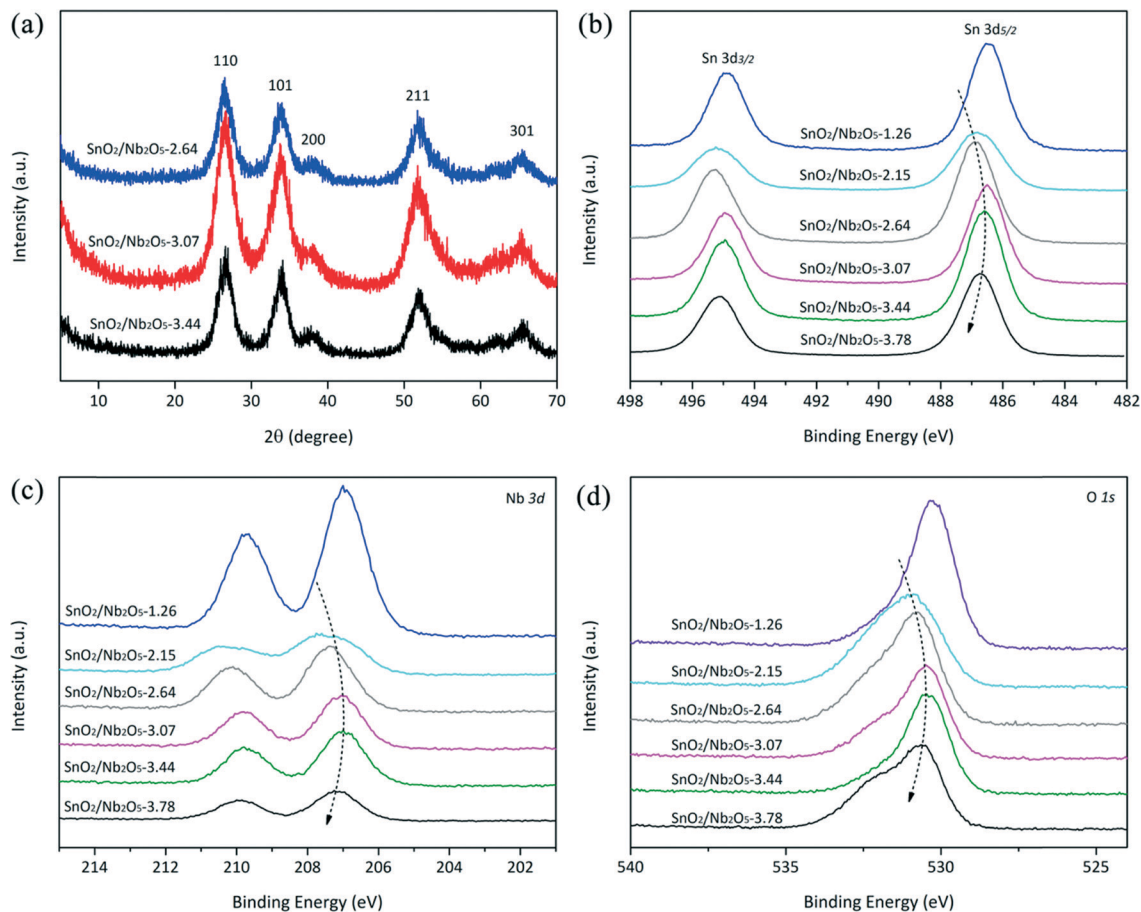 (a)
110
101
200
211
301
SnO2/Nb2O5-2.64
SnO2/Nb2O5-3.07
SnO2/Nb2O5-3.44
Intensity (a.u.)
10 20 30 40 50 60 70
2θ (degree)
(b)
Sn 3d3/2
Sn 3d5/2
SnO2/Nb2O5-1.26
SnO2/Nb2O5-2.15
SnO2/Nb2O5-2.64
SnO2/Nb2O5-3.07
SnO2/Nb2O5-3.44
SnO2/Nb2O5-3.78
Intensity (a.u.)
498 496 494 492 490 488 486 484 482
Binding Energy (eV)
(c)
Nb 3d
SnO2/Nb2O5-1.26
SnO2/Nb2O5-2.15
SnO2/Nb2O5-2.64
SnO2/Nb2O5-3.07
SnO2/Nb2O5-3.44
SnO2/Nb2O5-3.78
Intensity (a.u.)
214 212 210 208 206 204 202
Binding Energy (eV)
(d)
O 1s
SnO2/Nb2O5-1.26
SnO2/Nb2O5-2.15
SnO2/Nb2O5-2.64
SnO2/Nb2O5-3.07
SnO2/Nb2O5-3.44
SnO2/Nb2O5-3.78
Intensity (a.u.)
540 535 530 525
Binding Energy (eV)